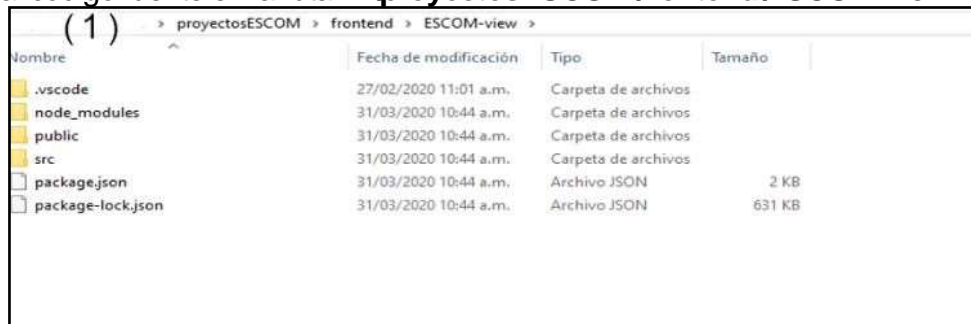 (1) > proyectosESCOM > frontend > ESCOM-view >
Nombre Fecha de modificación Tipo Tamaño
.vscode 27/02/2020 11:01 a.m. Carpeta de archivos
node_modules 31/03/2020 10:44 a.m. Carpeta de archivos
public 31/03/2020 10:44 a.m. Carpeta de archivos
src 31/03/2020 10:44 a.m. Carpeta de archivos
package.json 31/03/2020 10:44 a.m. Archivo JSON 2 KB
package-lock.json 31/03/2020 10:44 a.m. Archivo JSON 631 KB